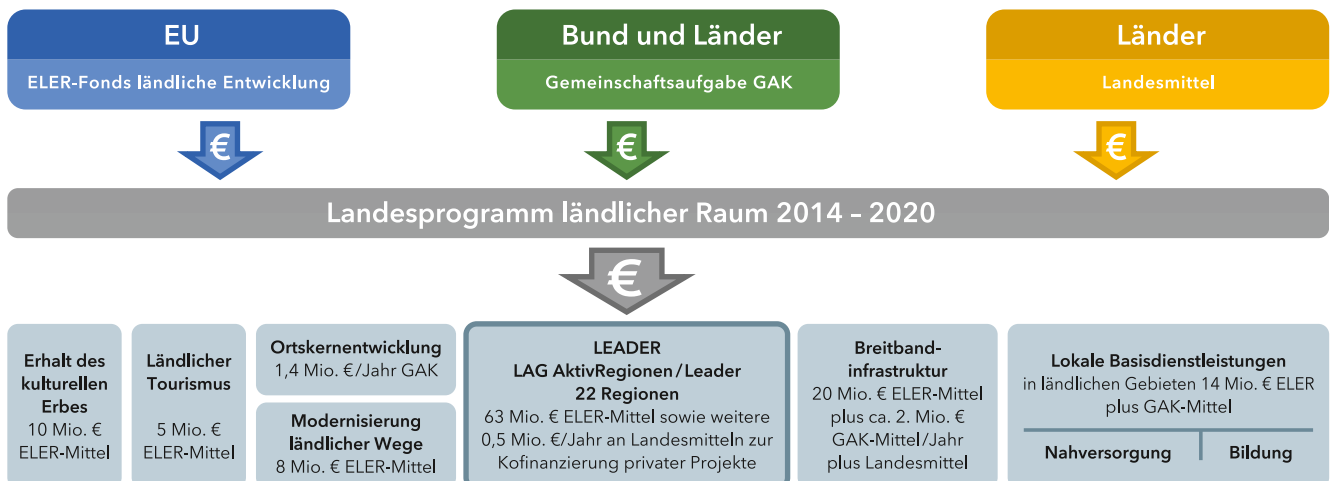 EU
ELER-Fonds ländliche Entwicklung
Bund und Länder
Gemeinschaftsaufgabe GAK
Länder
Landesmittel
€
€
€
Landesprogramm ländlicher Raum 2014 – 2020
€
Erhalt des
kulturellen
Erbes
10 Mio. €
ELER-Mittel
Ländlicher
Tourismus
5 Mio. €
ELER-Mittel
Ortskernentwicklung
1,4 Mio. €/Jahr GAK
Modernisierung
ländlicher Wege
8 Mio. € ELER-Mittel
LEADER
LAG AktivRegionen/Leader
22 Regionen
63 Mio. € ELER-Mittel sowie weitere
0,5 Mio. €/Jahr an Landesmitteln zur
Kofinanzierung privater Projekte
Breitband-
infrastruktur
20 Mio. € ELER-Mittel
plus ca. 2. Mio. €
GAK-Mittel/Jahr
plus Landesmittel
Lokale Basisdienstleistungen
in ländlichen Gebieten 14 Mio. € ELER
plus GAK-Mittel
Nahversorgung
Bildung